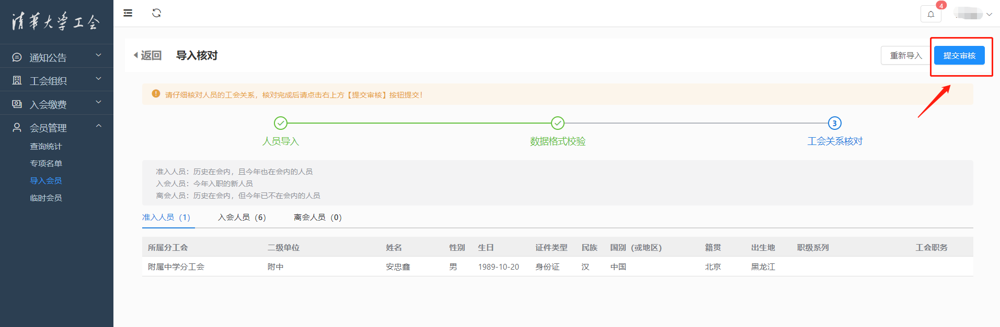 清华大学工会
4
通知公告
工会组织
入会缴费
会员管理
查询统计
专项名单
导入会员
临时会员
返回 导入核对
重新导入 提交审核
请仔细核对人员的工会关系，核对完成后请点击右上方【提交审核】按钮提交！
3
人员导入 数据格式校验 工会关系核对
准入人员：历史在会内，且今年也在会内的人员
入会人员：今年入职的新人员
离会人员：历史在会内，但今年已不在会内的人员
准入人员（1） 入会人员（6） 离会人员（0）
所属分工会 二级单位 姓名 性别 生日 证件类型 民族 国别（或地区） 籍贯 出生地 职级系列 工会职务
附属中学分工会 附中 安忠鑫 男 1989-10-20 身份证 汉 中国 北京 黑龙江